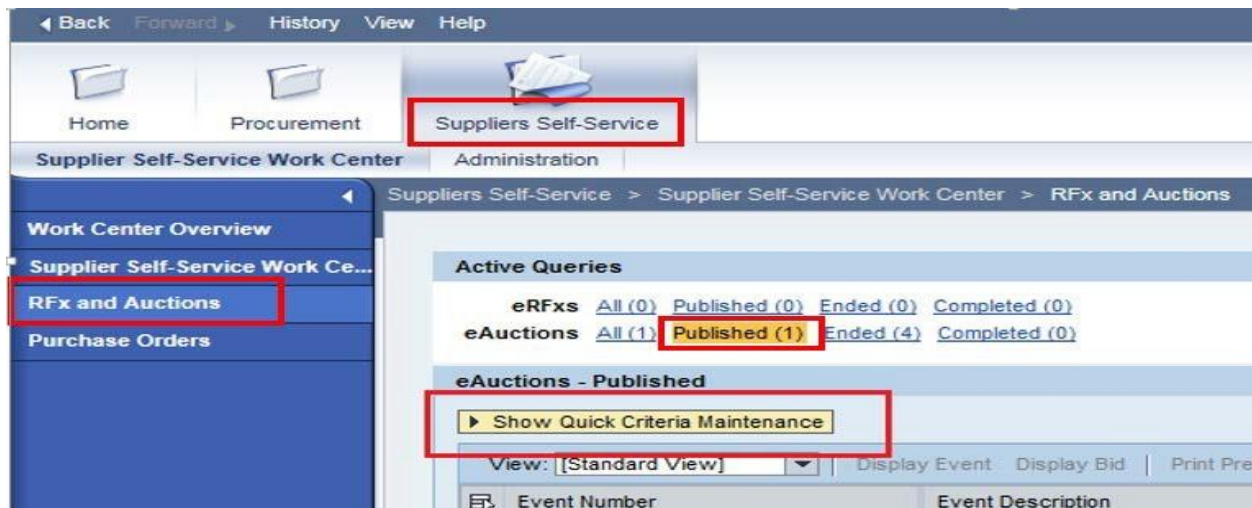 Back Forward History View Help
Home Procurement Suppliers Self-Service
Supplier Self-Service Work Center Administration
Suppliers Self-Service > Supplier Self-Service Work Center > RFx and Auctions
Work Center Overview
Supplier Self-Service Work Ce...
RFx and Auctions
Purchase Orders
Active Queries
eRFxs All (0) Published (0) Ended (0) Completed (0)
eAuctions All (1) Published (1) Ended (4) Completed (0)
eAuctions - Published
Show Quick Criteria Maintenance
View: [Standard View] Display Event Display Bid | Print Pre
Event Number Event Description